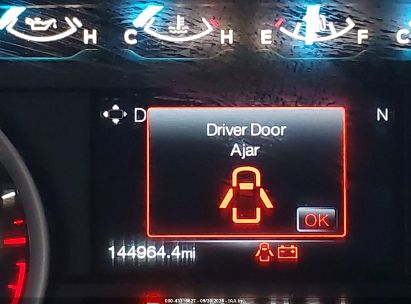 H C H E F C
D N
Driver Door
Ajar
OK
144964.4mi